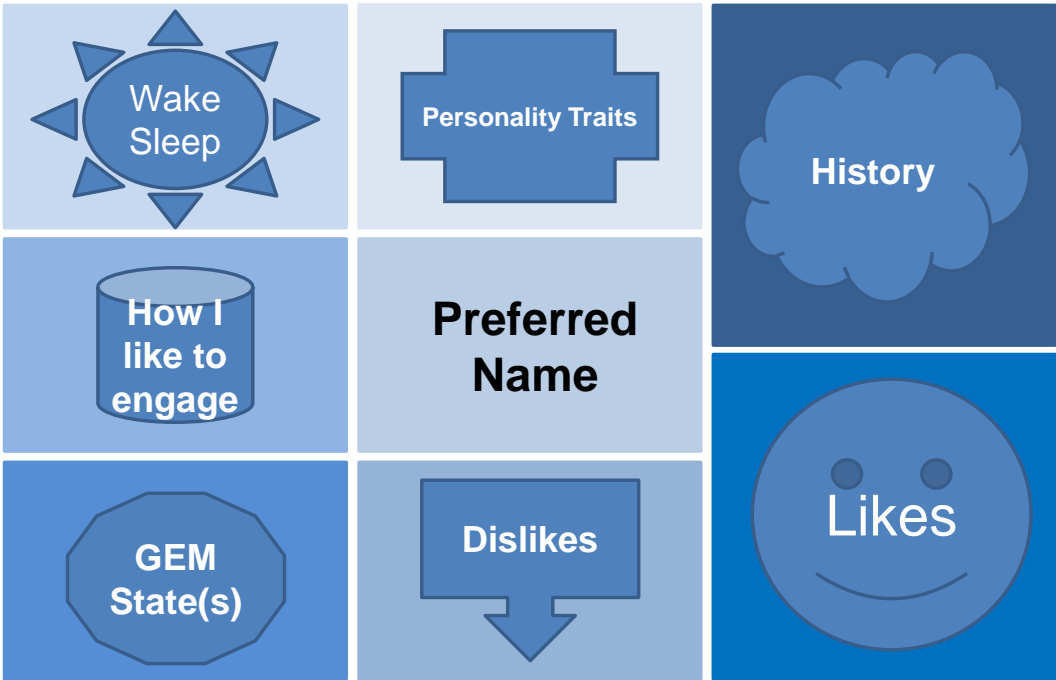 Wake
Sleep
Personality Traits
History
How I
like to
engage
Preferred
Name
Likes
GEM
State(s)
Dislikes